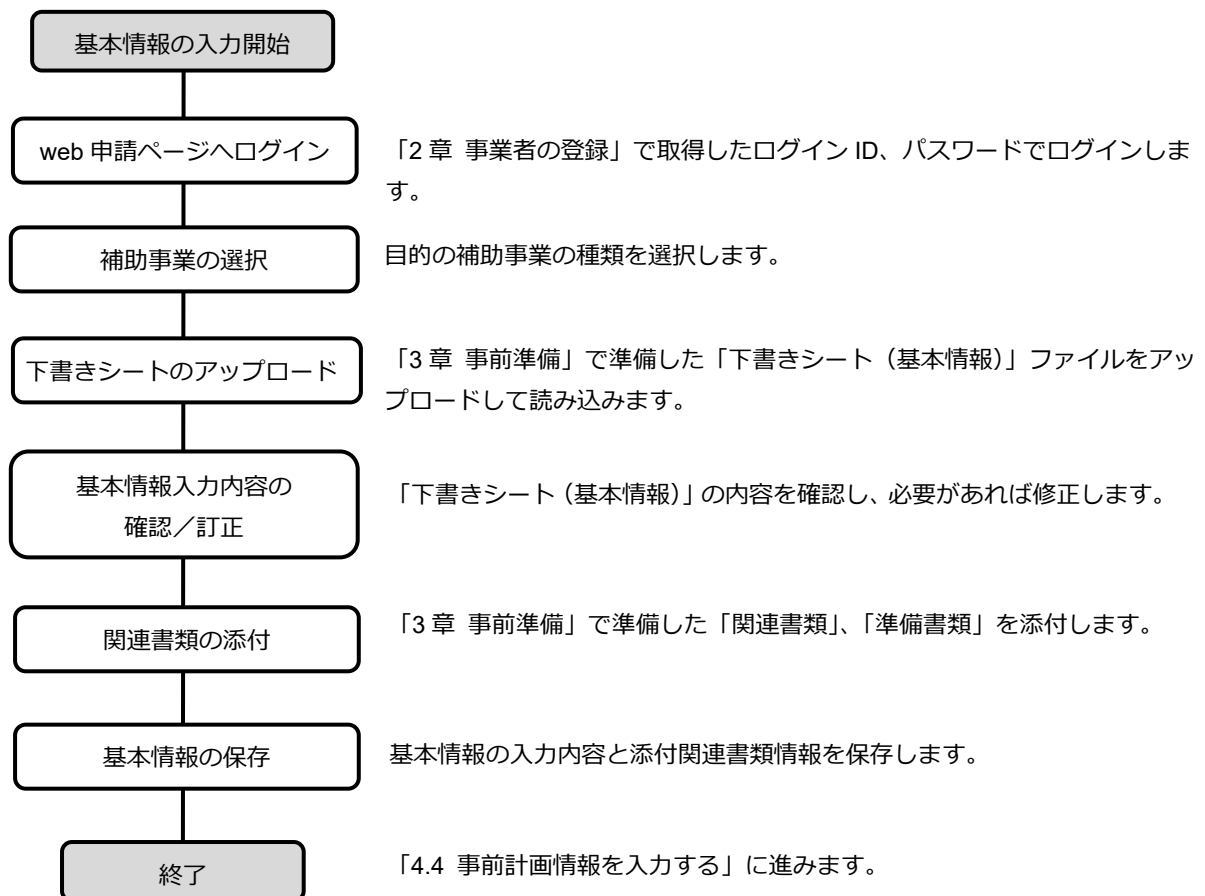 基本情報の入力開始
web 申請ページへログイン
「2 章 事業者の登録」で取得したログイン ID、パスワードでログインしま
す。
補助事業の選択
目的の補助事業の種類を選択します。
下書きシートのアップロード
「3 章 事前準備」で準備した「下書きシート（基本情報）」ファイルをアッ
プロードして読み込みます。
基本情報入力内容の
確認／訂正
「下書きシート（基本情報）」の内容を確認し、必要があれば修正します。
関連書類の添付
「3 章 事前準備」で準備した「関連書類」、「準備書類」を添付します。
基本情報の保存
基本情報の入力内容と添付関連書類情報を保存します。
終了
「4.4 事前計画情報を入力する」に進みます。